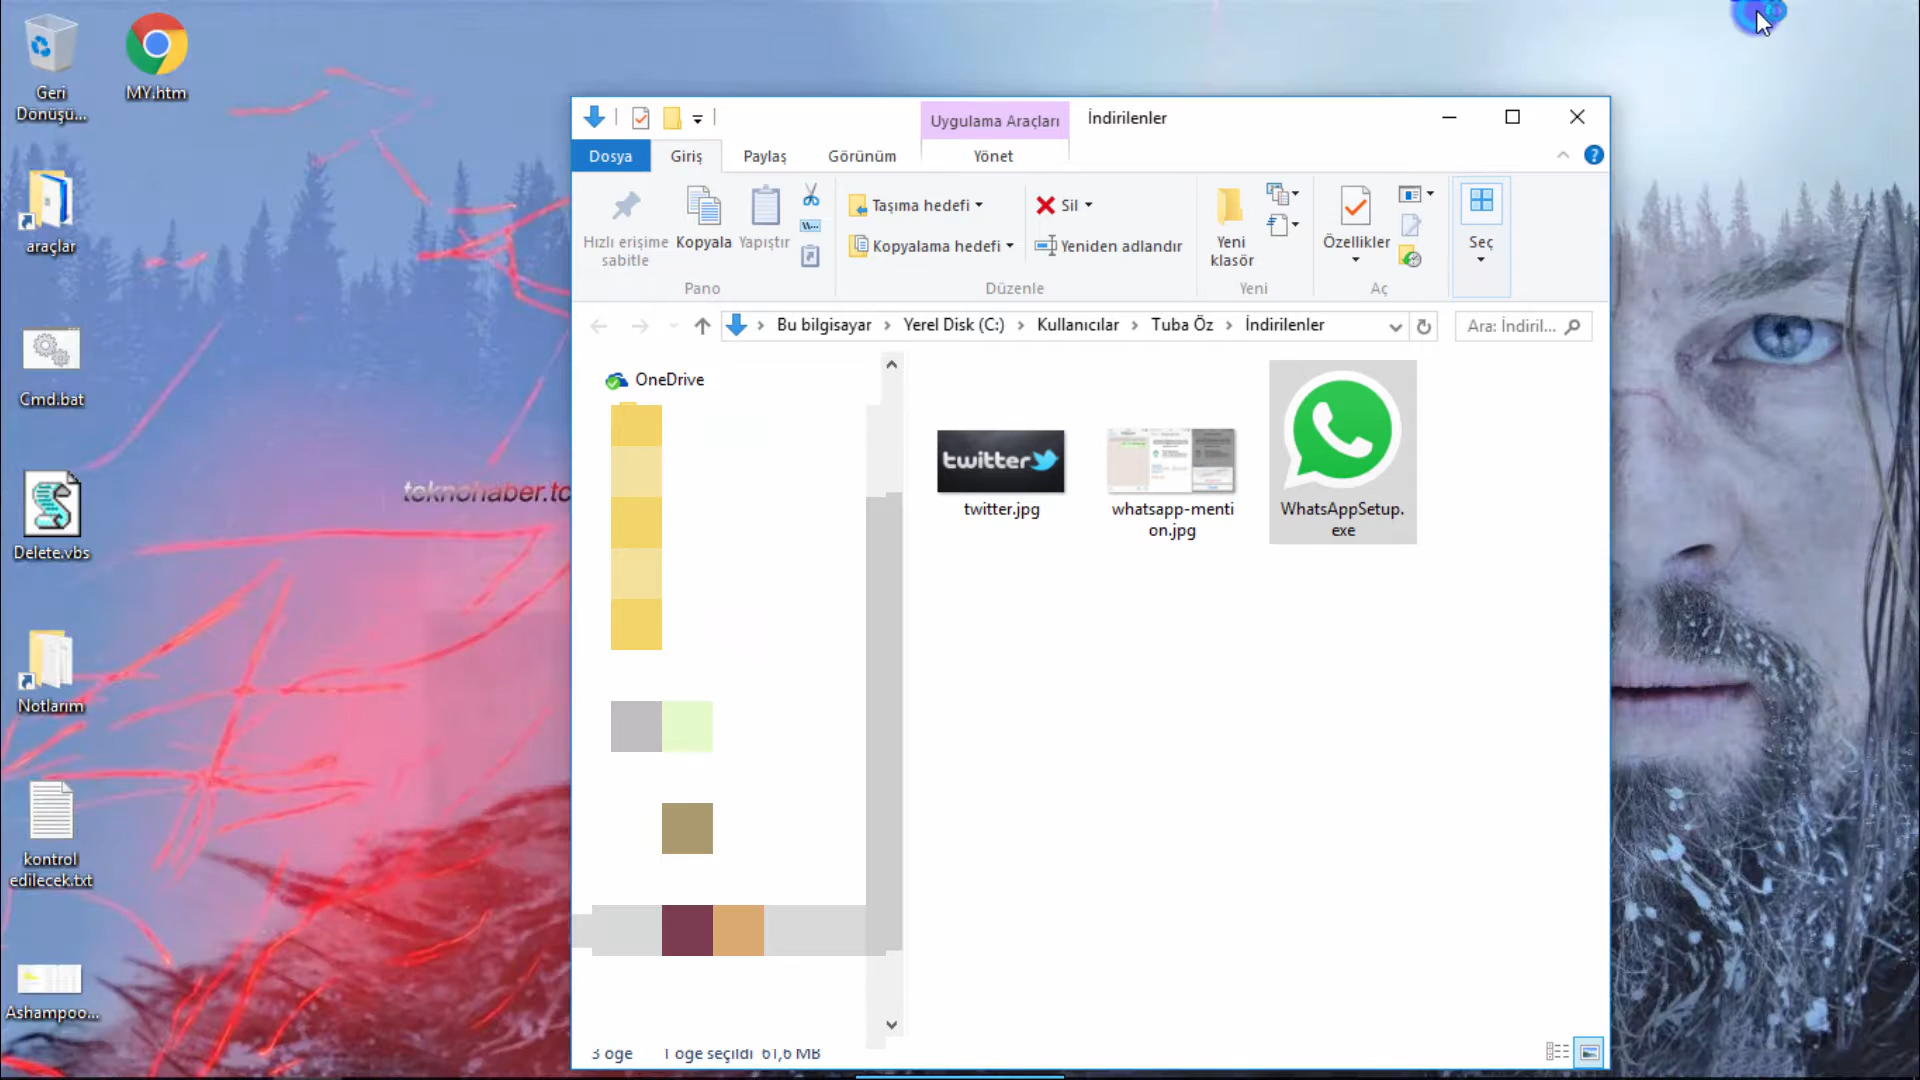 Geri
Dönüşü...
MY.htm
araçlar
Cmd.bat
Delete.vbs
Notlarım
kontrol
edilecek.txt
Ashampoo...
teknohaber.tc
Uygulama Araçları
İndirilenler
Dosya
Giriş
Paylaş
Görünüm
Yönet
Hızlı erişime
sabitle
Kopyala
Yapıştır
Taşıma hedefi
Kopyalama hedefi
Sil
Yeniden adlandır
Yeni
klasör
Özellikler
Seç
Pano
Düzenle
Yeni
Aç
Bu bilgisayar > Yerel Disk (C:) > Kullanıcılar > Tuba Öz > İndirilenler
Ara: İndiril...
OneDrive
twitter
twitter.jpg
whatsapp-menti
on.jpg
WhatsAppSetup.
exe
3 öge
1 öge seçildi 61,6 MB